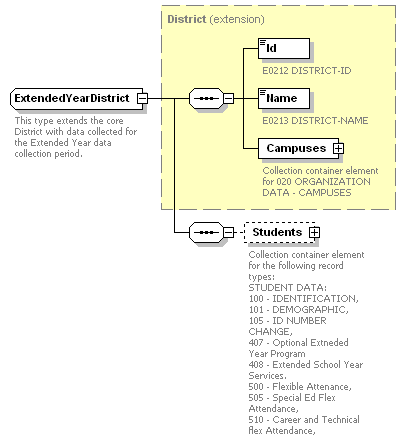 District (extension)
Id
E0212 DISTRICT-ID
ExtendedYearDistrict
Name
This type extends the core
District with data collected for
the Extended Year data
collection period.
E0213 DISTRICT-NAME
Campuses
Collection container element
for 020 ORGANIZATION
DATA - CAMPUSES
Students
Collection container element
for the following record
types:
STUDENT DATA:
100 - IDENTIFICATION,
101 - DEMOGRAPHIC,
105 - ID NUMBER
CHANGE,
407 - Optional Extneded
Year Program
408 - Extended School Year
Services.
500 - Flexible Attenance,
505 - Special Ed Flex
Attendance,
510 - Career and Technical
flex Attendance,